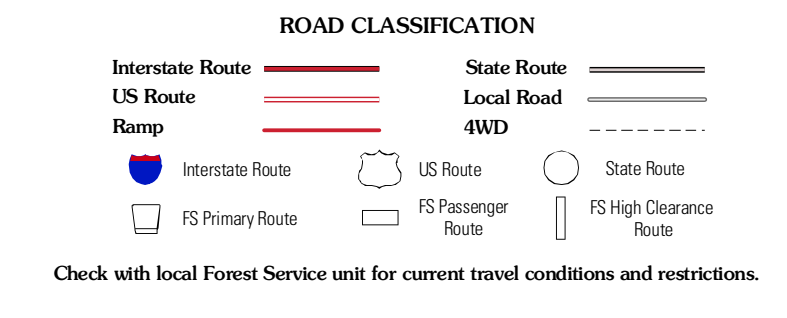 ROAD CLASSIFICATION
Interstate Route
State Route
US Route
Local Road
Ramp
4WD
Interstate Route
US Route
State Route
FS Primary Route
FS Passenger
Route
FS High Clearance
Route
Check with local Forest Service unit for current travel conditions and restrictions.